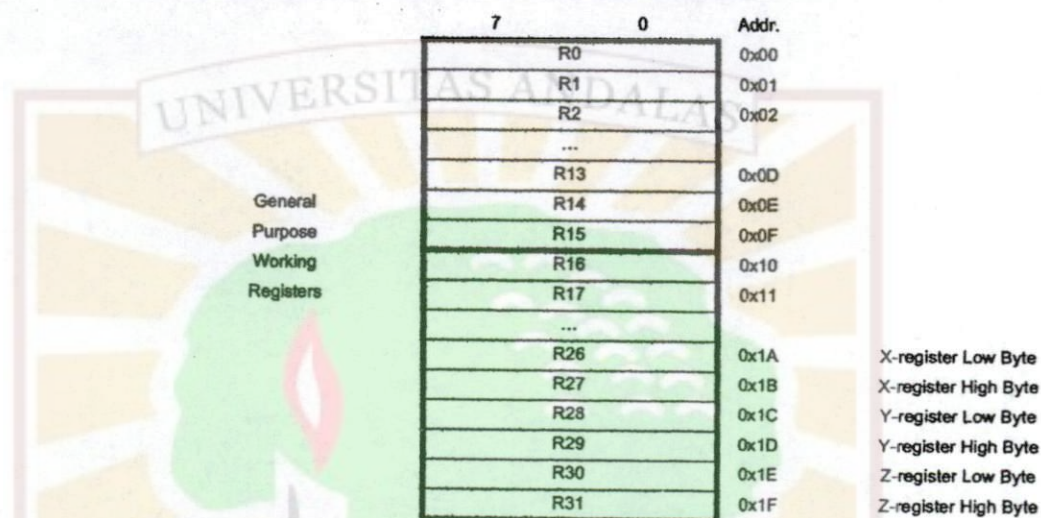 7 0 Addr.
UNIVERSITAS ANDALAS
R0 0x00
R1 0x01
R2 0x02
...
R13 0x0D
General R14 0x0E
Purpose R15 0x0F
Working R16 0x10
Registers R17 0x11
...
R26 0x1A X-register Low Byte
R27 0x1B X-register High Byte
R28 0x1C Y-register Low Byte
R29 0x1D Y-register High Byte
R30 0x1E Z-register Low Byte
R31 0x1F Z-register High Byte